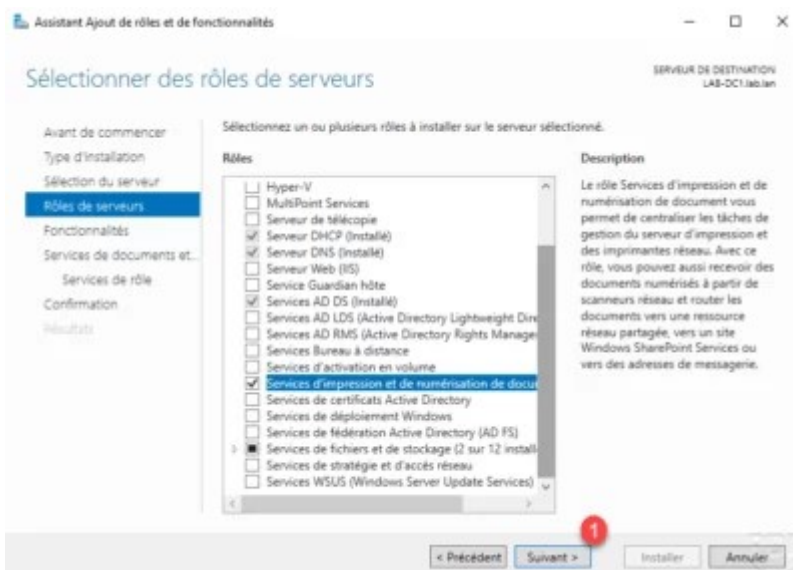 Assistant Ajout de rôles et de fonctionnalités
Sélectionner des rôles de serveurs
SERVEUR DE DESTINATION
LAB-DC1.lab.lan
Avant de commencer
Type d'installation
Sélection du serveur
Rôles de serveurs
Fonctionnalités
Services de documents et...
Services de rôle
Confirmation
Résultats
Sélectionnez un ou plusieurs rôles à installer sur le serveur sélectionné.
Rôles
Hyper-V
MultiPoint Services
Serveur de télécopie
Serveur DHCP (Installé)
Serveur DNS (Installé)
Serveur Web (IIS)
Service Guardian hôte
Services AD DS (Installé)
Services AD LDS (Active Directory Lightweight Dire
Services AD RMS (Active Directory Rights Manage
Services Bureau à distance
Services d'activation en volume
Services d'impression et de numérisation de docu
Services de certificats Active Directory
Services de déploiement Windows
Services de fédération Active Directory (AD FS)
Services de fichiers et de stockage (2 sur 12 install
Services de stratégie et d'accès réseau
Services WSUS (Windows Server Update Services)
Description
Le rôle Services d'impression et de
numérisation de document vous
permet de centraliser les tâches de
gestion du serveur d'impression et
des imprimantes réseau. Avec ce
rôle, vous pouvez aussi recevoir des
documents numérisés à partir de
scanneurs réseau et router les
documents vers une ressource
réseau partagée, vers un site
Windows SharePoint Services ou
vers des adresses de messagerie.
1
< Précédent
Suivant >
Installer
Annuler